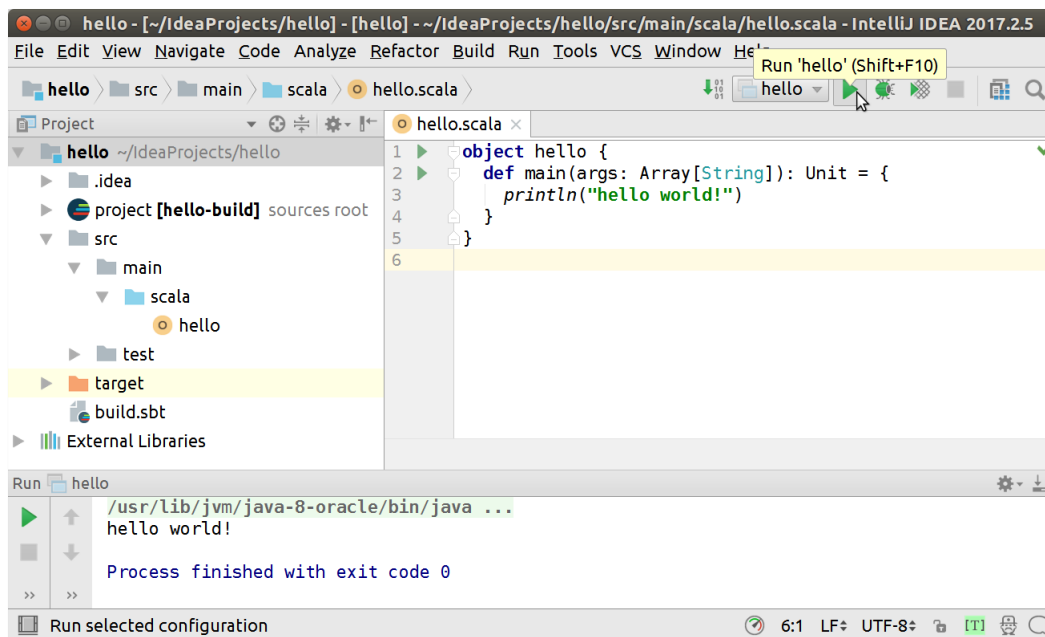 hello - [~/IdeaProjects/hello] - [hello] - ~/IdeaProjects/hello/src/main/scala/hello.scala - IntelliJ IDEA 2017.2.5
File Edit View Navigate Code Analyze Refactor Build Run Tools VCS Window
Run 'hello' (Shift+F10)
hello src main scala hello.scala
hello
Project
hello.scala
hello ~/IdeaProjects/hello
.idea
project [hello-build] sources root
src
main
scala
hello
test
target
build.sbt
External Libraries
1 object hello {
2 def main(args: Array[String]): Unit = {
3 println("hello world!")
4 }
5 }
6
Run hello
/usr/lib/jvm/java-8-oracle/bin/java ...
hello world!
Process finished with exit code 0
Run selected configuration
6:1 LF UTF-8 [T]